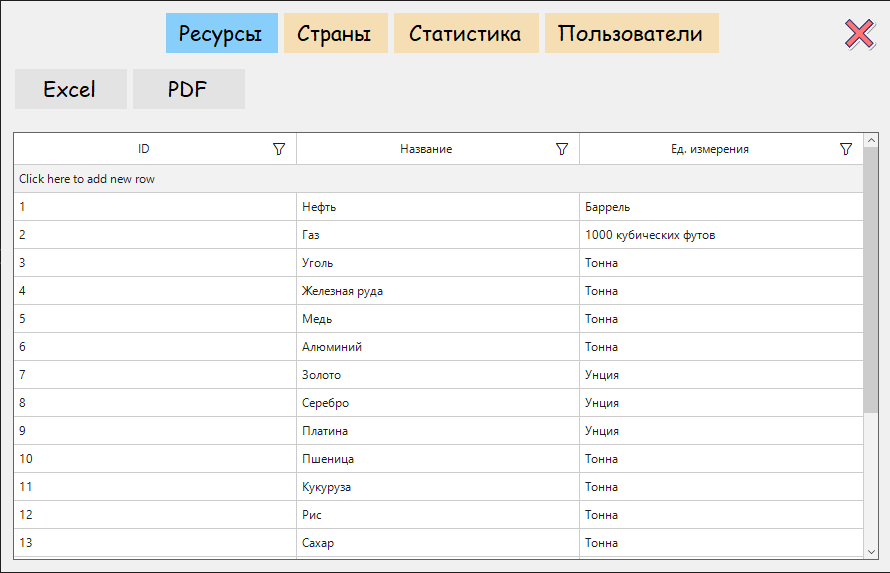 Ресурсы Страны Статистика Пользователи
Excel PDF
ID Название Ед. измерения
Click here to add new row
1 Нефть Баррель
2 Газ 1000 кубических футов
3 Уголь Тонна
4 Железная руда Тонна
5 Медь Тонна
6 Алюминий Тонна
7 Золото Унция
8 Серебро Унция
9 Платина Унция
10 Пшеница Тонна
11 Кукуруза Тонна
12 Рис Тонна
13 Сахар Тонна